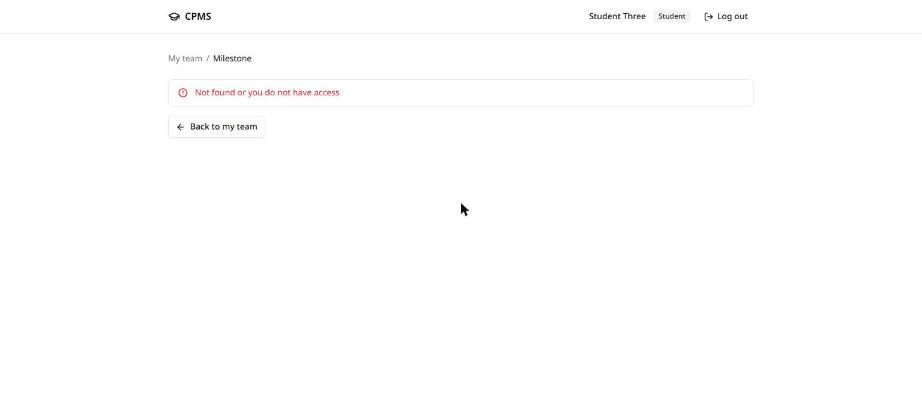 CPMS
Student Three Student Log out
My team / Milestone
Not found or you do not have access
Back to my team